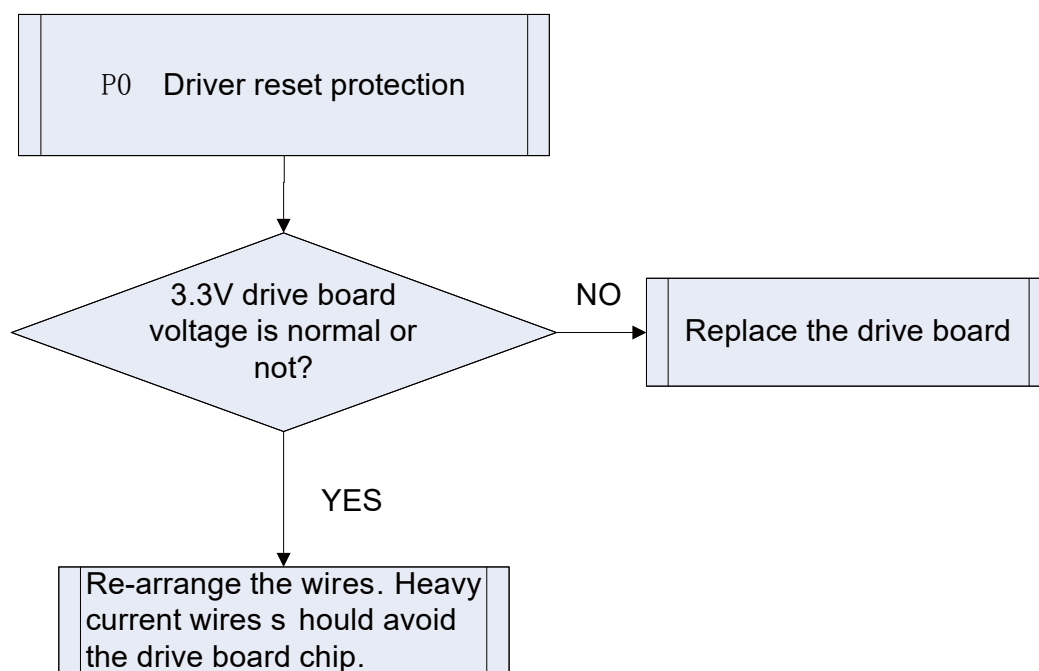 P0 Driver reset protection
3.3V drive board
voltage is normal or
not?
NO
Replace the drive board
YES
Re-arrange the wires. Heavy
current wires s hould avoid
the drive board chip.